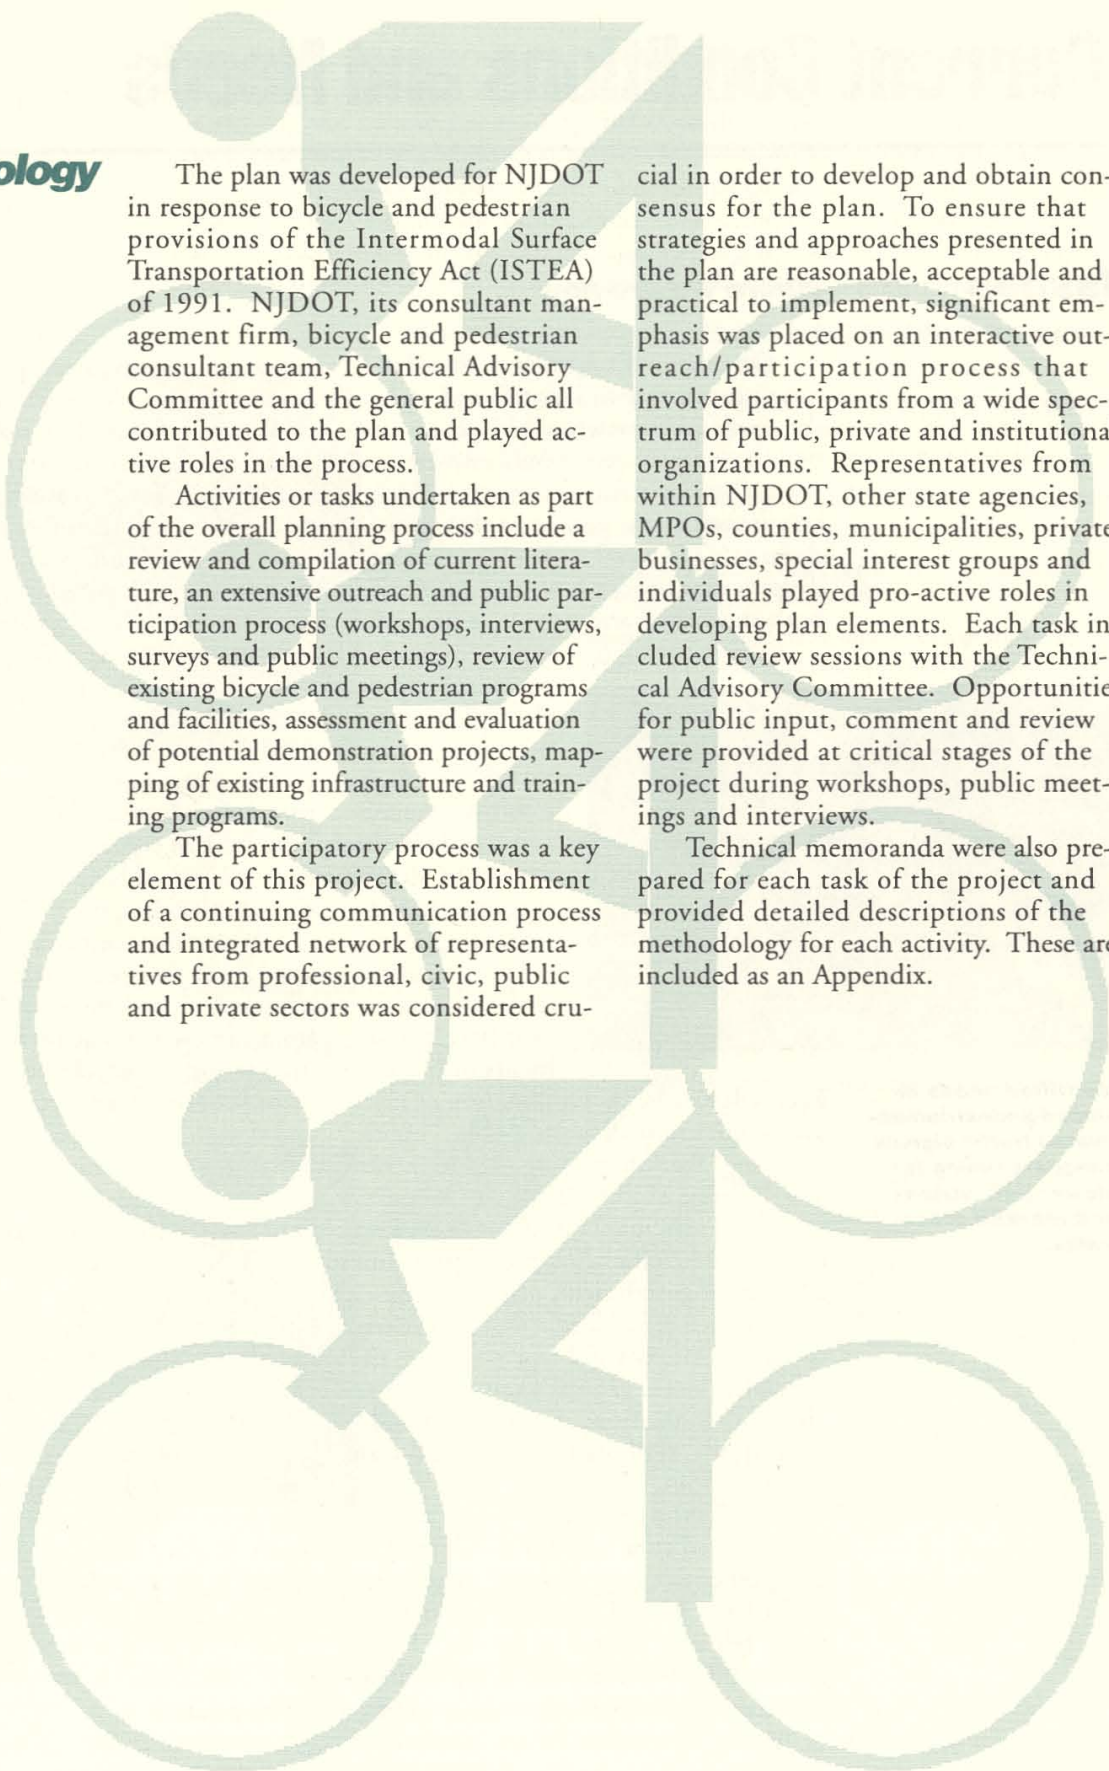 ology
The plan was developed for NJDOT
in response to bicycle and pedestrian
provisions of the Intermodal Surface
Transportation Efficiency Act (ISTEA)
of 1991. NJDOT, its consultant man-
agement firm, bicycle and pedestrian
consultant team, Technical Advisory
Committee and the general public all
contributed to the plan and played ac-
tive roles in the process.
Activities or tasks undertaken as part
of the overall planning process include a
review and compilation of current litera-
ture, an extensive outreach and public par-
ticipation process (workshops, interviews,
surveys and public meetings), review of
existing bicycle and pedestrian programs
and facilities, assessment and evaluation
of potential demonstration projects, map-
ping of existing infrastructure and train-
ing programs.
The participatory process was a key
element of this project. Establishment
of a continuing communication process
and integrated network of representa-
tives from professional, civic, public
and private sectors was considered cru-
cial in order to develop and obtain con-
sensus for the plan. To ensure that
strategies and approaches presented in
the plan are reasonable, acceptable and
practical to implement, significant em-
phasis was placed on an interactive out-
reach/participation process that
involved participants from a wide spec-
trum of public, private and institutiona
organizations. Representatives from
within NJDOT, other state agencies,
MPOs, counties, municipalities, private
businesses, special interest groups and
individuals played pro-active roles in
developing plan elements. Each task in
cluded review sessions with the Techni-
cal Advisory Committee. Opportunitie
for public input, comment and review
were provided at critical stages of the
project during workshops, public meet-
ings and interviews.
Technical memoranda were also pre-
pared for each task of the project and
provided detailed descriptions of the
methodology for each activity. These are
included as an Appendix.